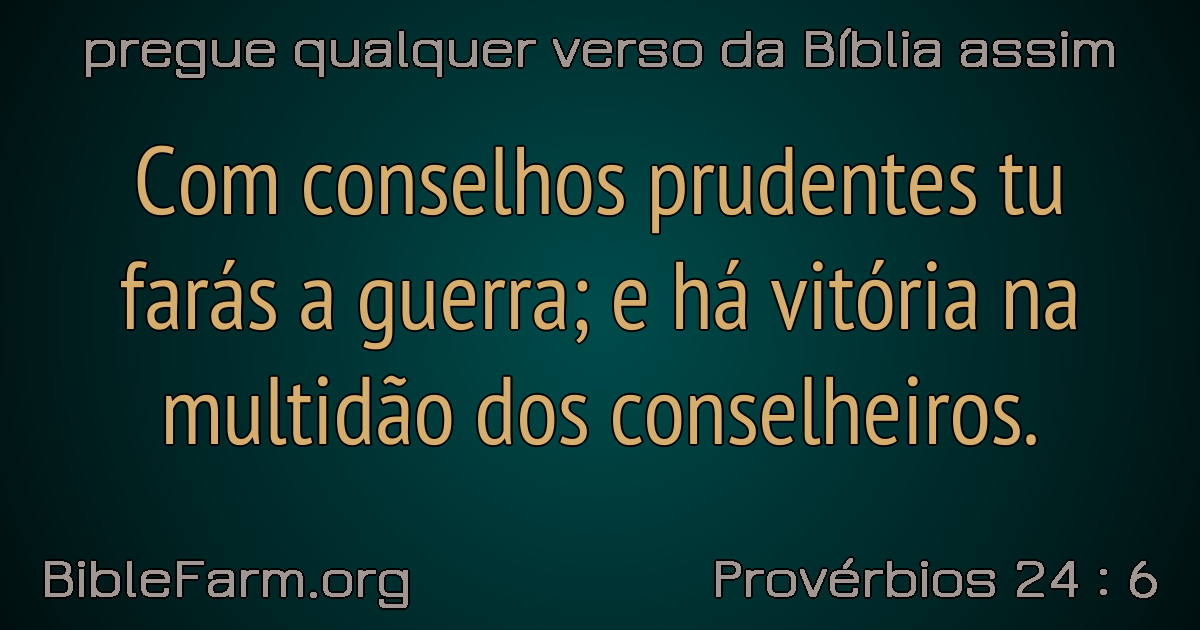 pregue qualquer verso da Bíblia assim
Com conselhos prudentes tu
farás a guerra; e há vitória na
multidão dos conselheiros.
BibleFarm.org
Provérbios 24 : 6